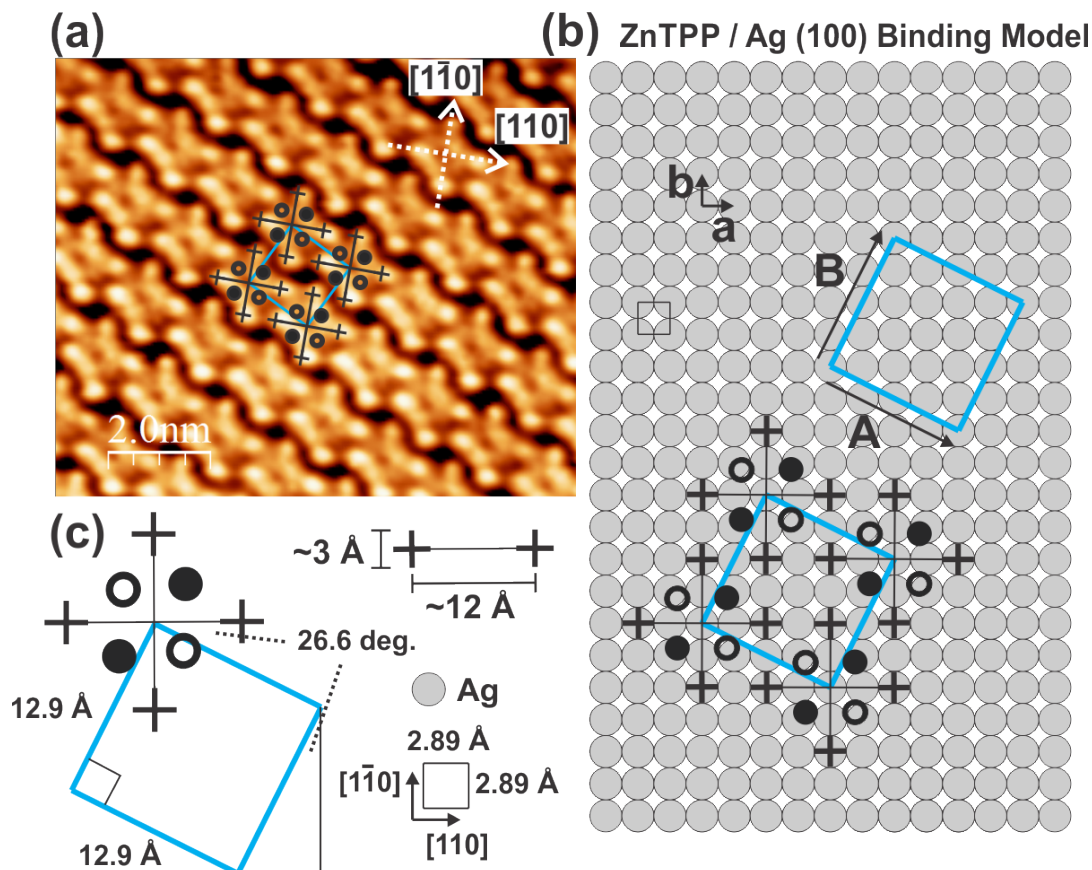 (a)
[11̄0]
[110]
2.0nm
(b) ZnTPP / Ag (100) Binding Model
b
a
B
A
(c)
~3 Å
~12 Å
26.6 deg.
12.9 Å
12.9 Å
Ag
2.89 Å
2.89 Å
[11̄0]
[110]